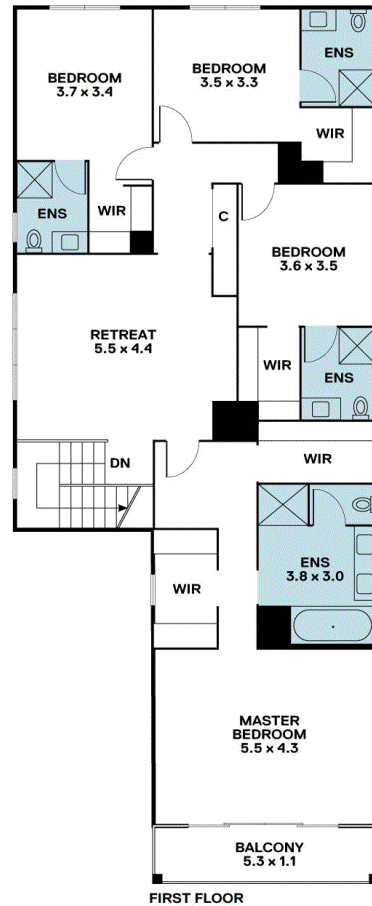 ENS
BEDROOM
3.7 x 3.4
BEDROOM
3.5 x 3.3
WIR
ENS
WIR
C
BEDROOM
3.6 x 3.5
RETREAT
5.5 x 4.4
WIR
ENS
DN
WIR
ENS
3.8 x 3.0
WIR
MASTER
BEDROOM
5.5 x 4.3
BALCONY
5.3 x 1.1
FIRST FLOOR